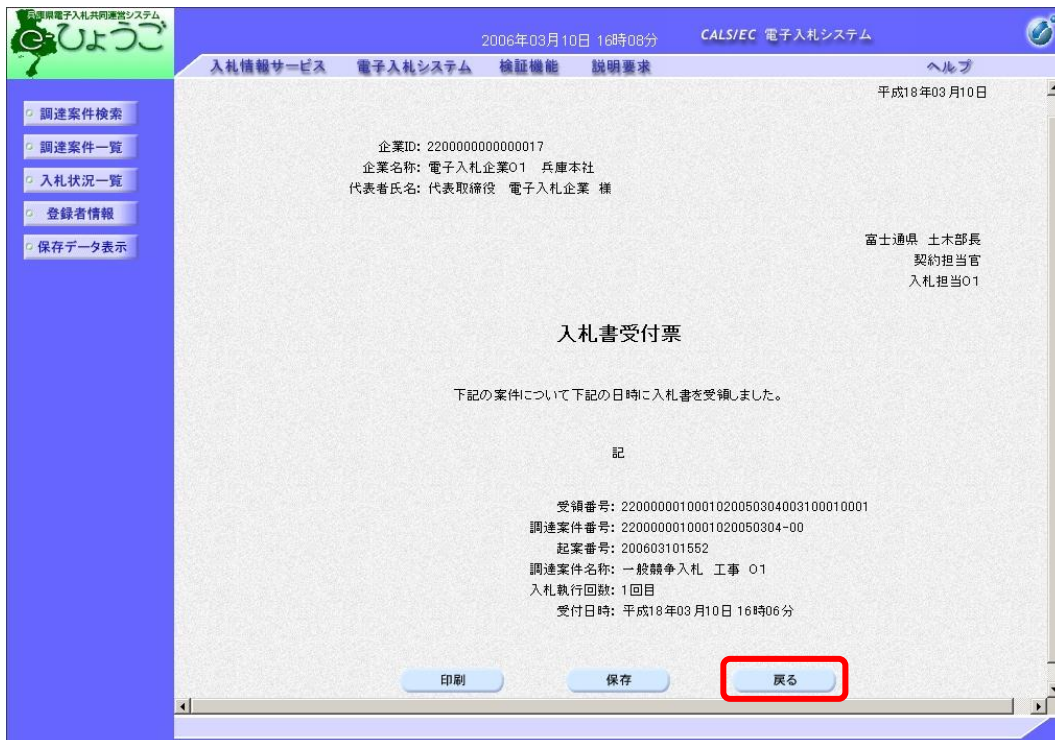 兵庫県電子入札共同運営システム
e-ひょうご
2006年03月10日 16時08分
CALS/EC 電子入札システム
入札情報サービス 電子入札システム 検証機能 説明要求 ヘルプ
調達案件検索
調達案件一覧
入札状況一覧
登録者情報
保存データ表示
平成18年03月10日
企業ID: 2200000000000017
企業名称: 電子入札企業01 兵庫本社
代表者氏名: 代表取締役 電子入札企業 様
富士通県 土木部長
契約担当官
入札担当01
入札書受付票
下記の案件について下記の日時に入札書を受領しました。
記
受領番号: 220000001000102005030400310001​0001
調達案件番号: 2200000010001020050304-00
起案番号: 200603101552
調達案件名称: 一般競争入札 工事 01
入札執行回数: 1回目
受付日時: 平成18年03月10日 16時06分
印刷 保存 戻る